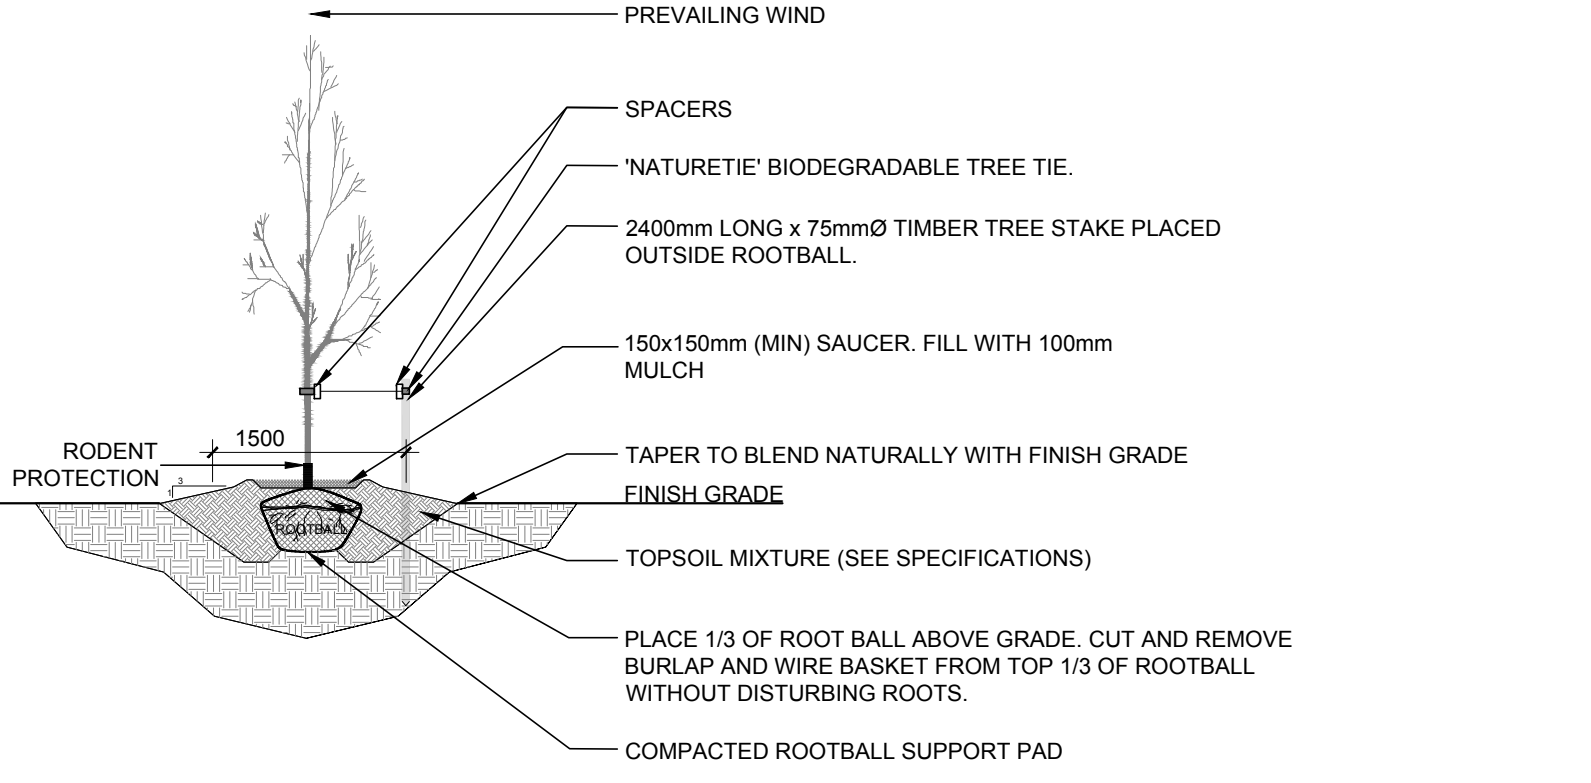 PREVAILING WIND
SPACERS
'NATURETIE' BIODEGRADABLE TREE TIE.
2400mm LONG x 75mmØ TIMBER TREE STAKE PLACED
OUTSIDE ROOTBALL.
150x150mm (MIN) SAUCER. FILL WITH 100mm
MULCH
1500
RODENT
PROTECTION
3
1
TAPER TO BLEND NATURALLY WITH FINISH GRADE
FINISH GRADE
ROOTBALL
TOPSOIL MIXTURE (SEE SPECIFICATIONS)
PLACE 1/3 OF ROOT BALL ABOVE GRADE. CUT AND REMOVE
BURLAP AND WIRE BASKET FROM TOP 1/3 OF ROOTBALL
WITHOUT DISTURBING ROOTS.
COMPACTED ROOTBALL SUPPORT PAD